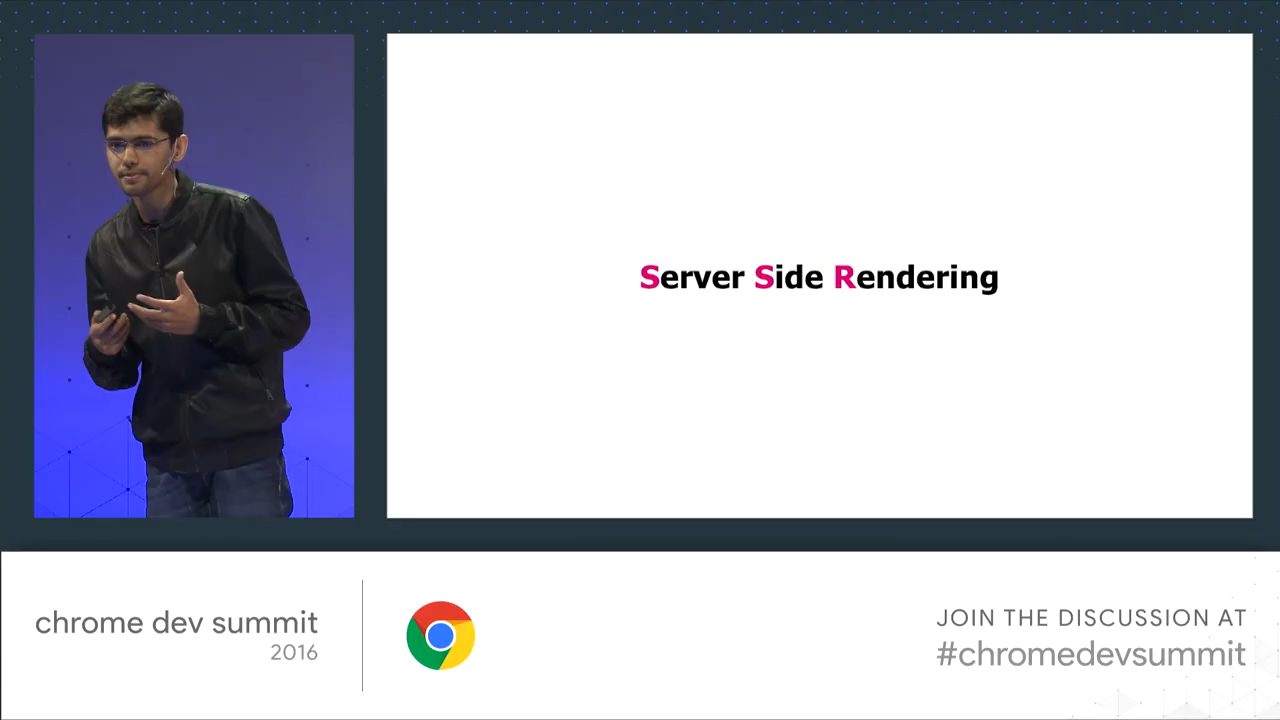 Server Side Rendering
chrome dev summit
2016
JOIN THE DISCUSSION AT
#chromedevsummit